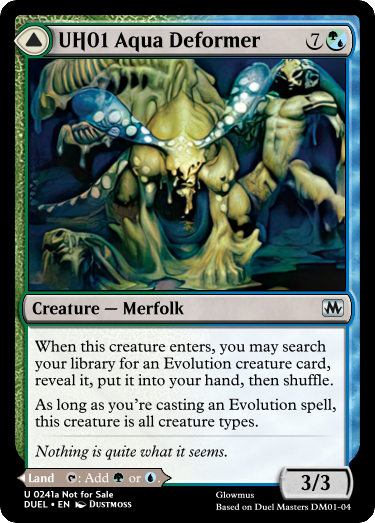 UH01 Aqua Deformer 7
Creature — Merfolk
When this creature enters, you may search
your library for an Evolution creature card,
reveal it, put it into your hand, then shuffle.
As long as you're casting an Evolution spell,
this creature is all creature types.
Nothing is quite what it seems.
Land : Add or .
3/3
U 0241a Not for Sale
DUEL • EN Dustmoss
Glowmus
Based on Duel Masters DM01-04